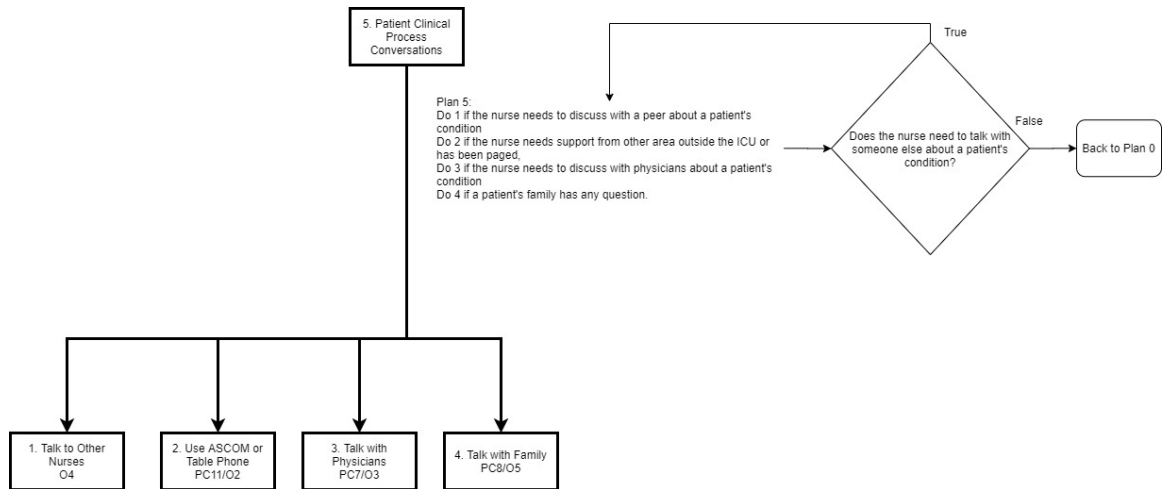 5. Patient Clinical
Process
Conversations
True
Plan 5:
Do 1 if the nurse needs to discuss with a peer about a patient's
condition
Do 2 if the nurse needs support from other area outside the ICU or
has been paged,
Do 3 if the nurse needs to discuss with physicians about a patient's
condition
Do 4 if a patient's family has any question.
Does the nurse need to talk with
someone else about a patient's
condition?
False
Back to Plan 0
1. Talk to Other
Nurses
O4
2. Use ASCOM or
Table Phone
PC11/O2
3. Talk with
Physicians
PC7/O3
4. Talk with Family
PC8/O5